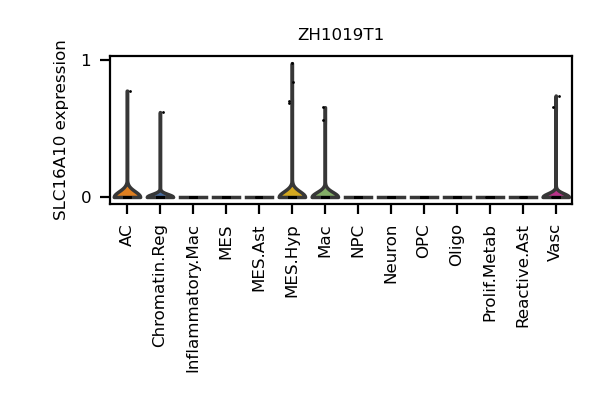 ZH1019T1
SLC16A10 expression
1
0
AC
Chromatin.Reg
Inflammatory.Mac
MES
MES.Ast
MES.Hyp
Mac
NPC
Neuron
OPC
Oligo
Prolif.Metab
Reactive.Ast
Vasc